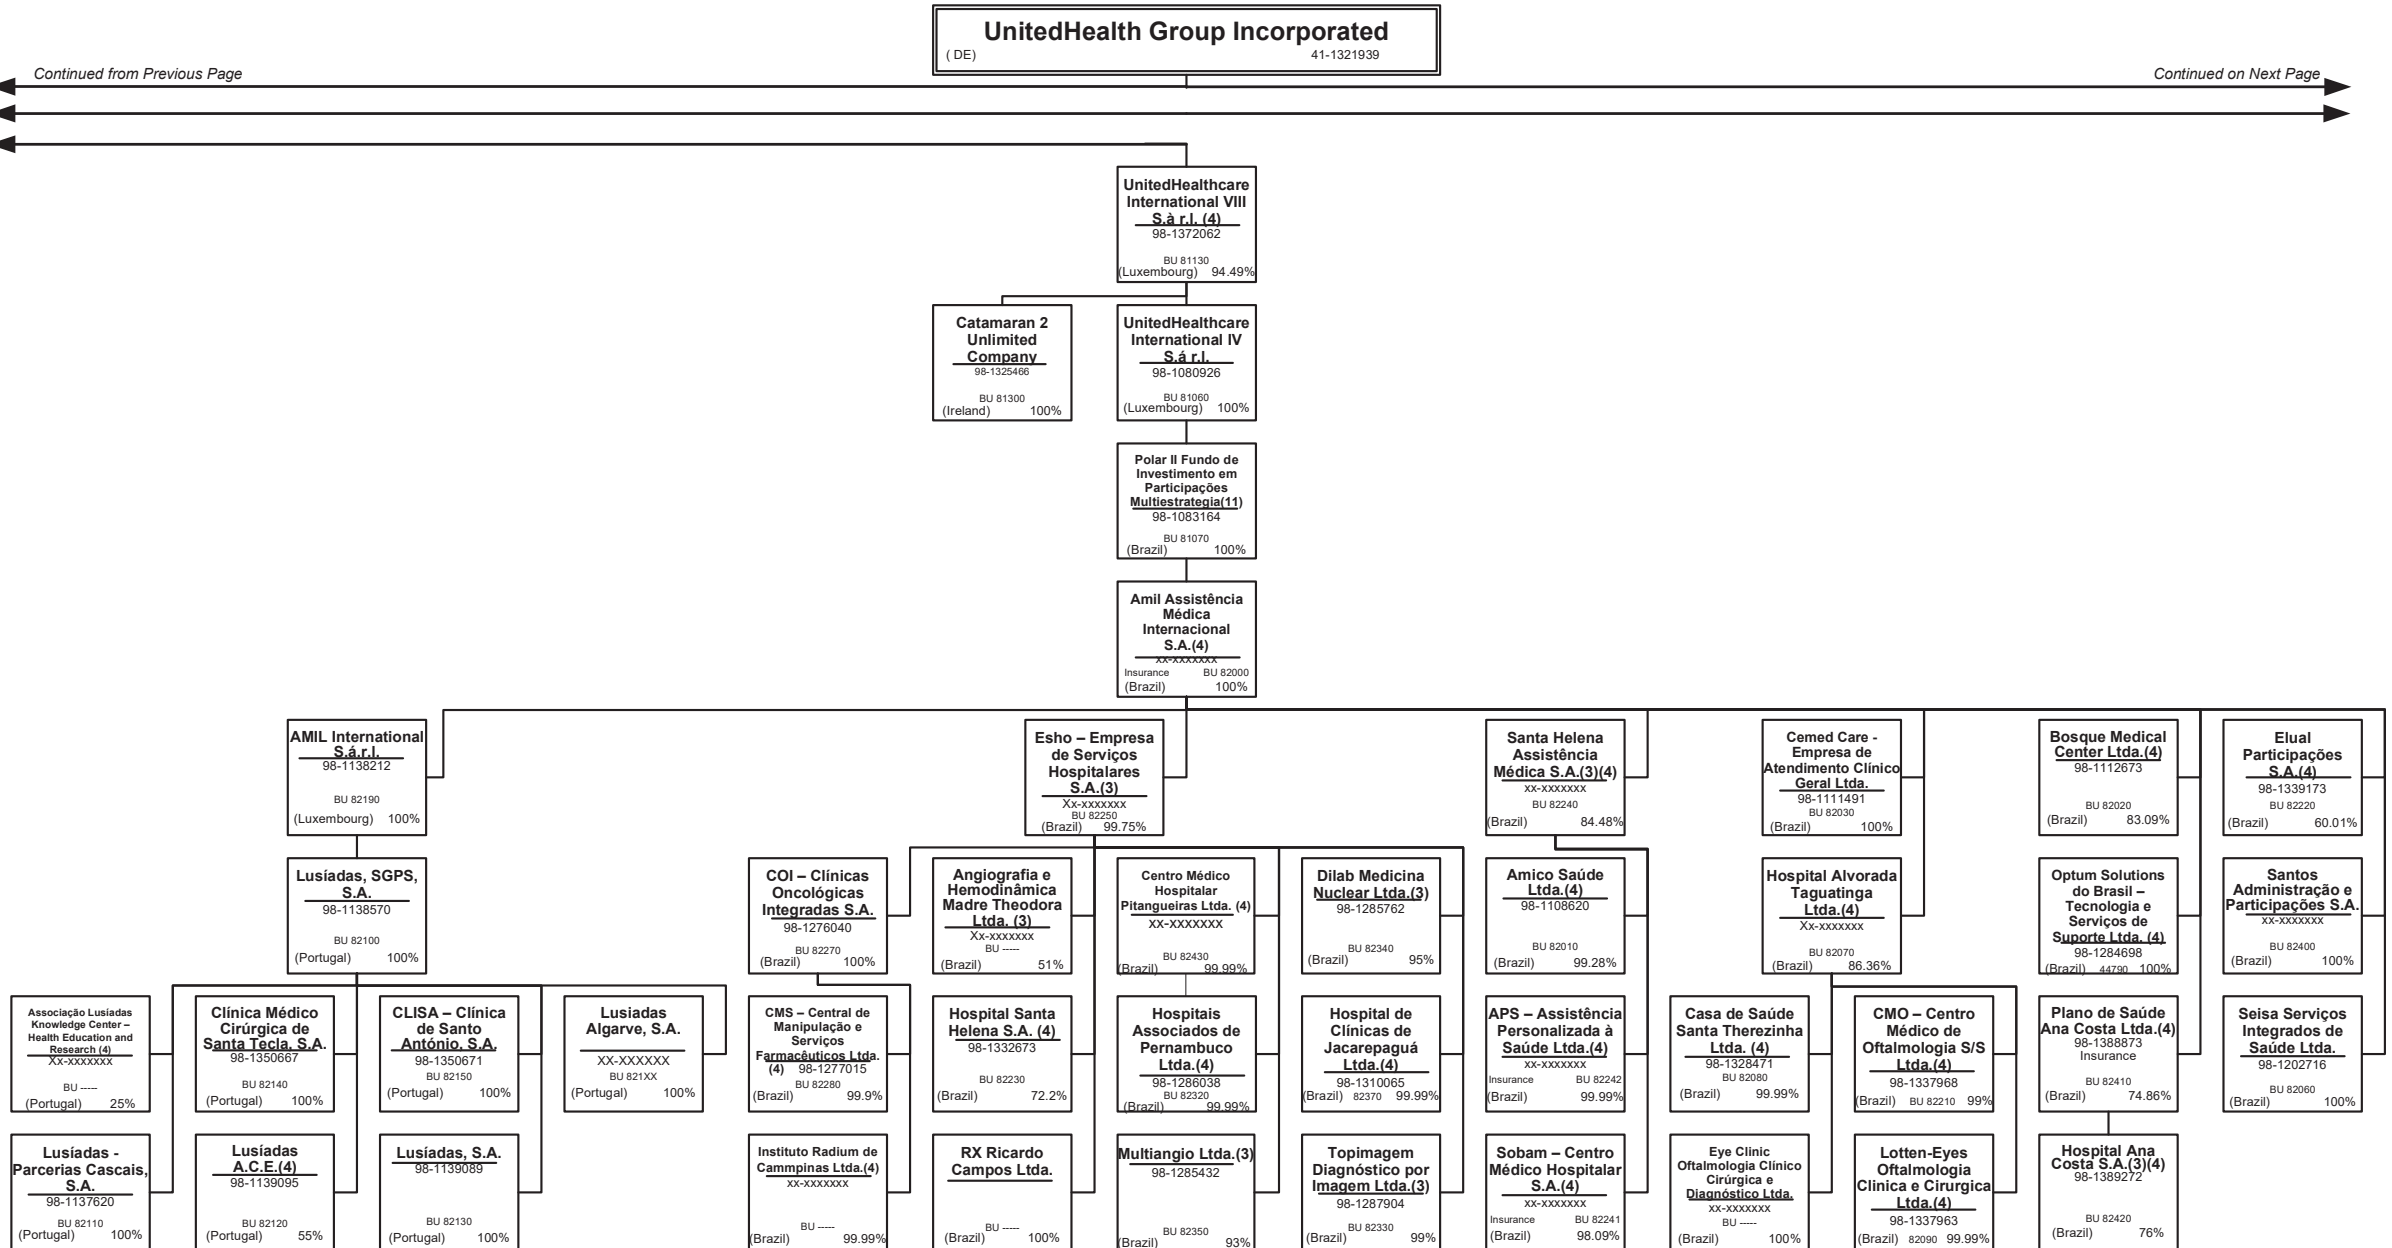 UnitedHealth Group Incorporated
( DE) 41-1321939
Continued from Previous Page
Continued on Next Page
UnitedHealthcare
International VIII
S.à r.l. (4)
98-1372062
BU 81130
(Luxembourg) 94.49%
Catamaran 2
Unlimited
Company
98-1325466
BU 81300
(Ireland) 100%
UnitedHealthcare
International IV
S.á r.l.
98-1080926
BU 81060
(Luxembourg) 100%
Polar II Fundo de
Investimento em
Participações
Multiestrategia(11)
98-1083164
BU 81070
(Brazil) 100%
Amil Assistência
Médica
Internacional
S.A.(4)
xx-xxxxxxx
Insurance BU 82000
(Brazil) 100%
AMIL International
S.á.r.l.
98-1138212
BU 82190
(Luxembourg) 100%
Esho – Empresa
de Serviços
Hospitalares
S.A.(3)
Xx-xxxxxxx
BU 82250
(Brazil) 99.75%
Santa Helena
Assistência
Médica S.A.(3)(4)
xx-xxxxxxx
BU 82240
(Brazil) 84.48%
Cemed Care -
Empresa de
Atendimento Clínico
Geral Ltda.
98-1111491
BU 82030
(Brazil) 100%
Bosque Medical
Center Ltda.(4)
98-1112673
BU 82020
(Brazil) 83.09%
Elual
Participações
S.A.(4)
98-1339173
BU 82220
(Brazil) 60.01%
Lusíadas, SGPS,
S.A.
98-1138570
BU 82100
(Portugal) 100%
COI – Clínicas
Oncológicas
Integradas S.A.
98-1276040
BU 82270
(Brazil) 100%
Angiografia e
Hemodinâmica
Madre Theodora
Ltda. (3)
Xx-xxxxxxx
BU -----
(Brazil) 51%
Centro Médico
Hospitalar
Pitangueiras Ltda. (4)
xx-xxxxxxx
BU 82430
(Brazil) 99.99%
Dilab Medicina
Nuclear Ltda.(3)
98-1285762
BU 82340
(Brazil) 95%
Amico Saúde
Ltda.(4)
98-1108620
BU 82010
(Brazil) 99.28%
Hospital Alvorada
Taguatinga
Ltda.(4)
Xx-xxxxxxx
BU 82070
(Brazil) 86.36%
Optum Solutions
do Brasil –
Tecnologia e
Serviços de
Suporte Ltda. (4)
98-1284698
(Brazil) 44790 100%
Santos
Administração e
Participações S.A.
xx-xxxxxxx
BU 82400
(Brazil) 100%
Associação Lusíadas
Knowledge Center –
Health Education and
Research (4)
Xx-xxxxxxx
BU -----
(Portugal) 25%
Clínica Médico
Cirúrgica de
Santa Tecla, S.A.
98-1350667
BU 82140
(Portugal) 100%
CLISA – Clínica
de Santo
António, S.A.
98-1350671
BU 82150
(Portugal) 100%
Lusiadas
Algarve, S.A.
XX-XXXXXX
BU 821XX
(Portugal) 100%
CMS – Central de
Manipulação e
Serviços
Farmacêuticos Ltda.
(4) 98-1277015
BU 82280
(Brazil) 99.9%
Hospital Santa
Helena S.A. (4)
98-1332673
BU 82230
(Brazil) 72.2%
Hospitais
Associados de
Pernambuco
Ltda.(4)
98-1286038
BU 82320
(Brazil) 99.99%
Hospital de
Clínicas de
Jacarepaguá
Ltda.(4)
98-1310065
(Brazil) 82370 99.99%
APS – Assistência
Personalizada à
Saúde Ltda.(4)
xx-xxxxxxx
Insurance BU 82242
(Brazil) 99.99%
Casa de Saúde
Santa Therezinha
Ltda. (4)
98-1328471
BU 82080
(Brazil) 99.99%
CMO – Centro
Médico de
Oftalmologia S/S
Ltda.(4)
98-1337968
(Brazil) BU 82210 99%
Plano de Saúde
Ana Costa Ltda.(4)
98-1388873
Insurance
BU 82410
(Brazil) 74.86%
Seisa Serviços
Integrados de
Saúde Ltda.
98-1202716
BU 82060
(Brazil) 100%
Lusíadas -
Parcerias Cascais,
S.A.
98-1137620
BU 82110
(Portugal) 100%
Lusíadas
A.C.E.(4)
98-1139095
BU 82120
(Portugal) 55%
Lusíadas, S.A.
98-1139089
BU 82130
(Portugal) 100%
Instituto Radium de
Cammpinas Ltda.(4)
xx-xxxxxxx
BU -----
(Brazil) 99.99%
RX Ricardo
Campos Ltda.
BU -----
(Brazil) 100%
Multiangio Ltda.(3)
98-1285432
BU 82350
(Brazil) 93%
Topimagem
Diagnóstico por
Imagem Ltda.(3)
98-1287904
BU 82330
(Brazil) 99%
Sobam – Centro
Médico Hospitalar
S.A.(4)
xx-xxxxxxx
Insurance BU 82241
(Brazil) 98.09%
Eye Clinic
Oftalmologia Clínico
Cirúrgica e
Diagnóstico Ltda.
xx-xxxxxxx
BU -----
(Brazil) 100%
Lotten-Eyes
Oftalmologia
Clinica e Cirurgica
Ltda.(4)
98-1337963
(Brazil) 82090 99.99%
Hospital Ana
Costa S.A.(3)(4)
98-1389272
BU 82420
(Brazil) 76%